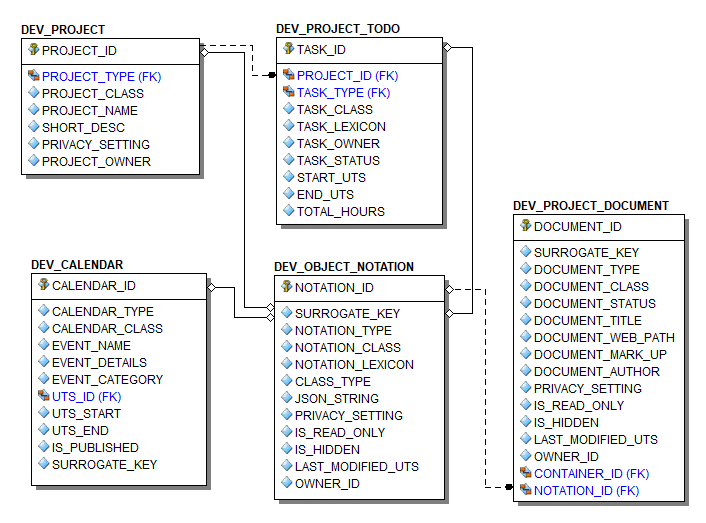 DEV_PROJECT
PROJECT_ID
PROJECT_TYPE (FK)
PROJECT_CLASS
PROJECT_NAME
SHORT_DESC
PRIVACY_SETTING
PROJECT_OWNER
DEV_PROJECT_TODO
TASK_ID
PROJECT_ID (FK)
TASK_TYPE (FK)
TASK_CLASS
TASK_LEXICON
TASK_OWNER
TASK_STATUS
START_UTS
END_UTS
TOTAL_HOURS
DEV_CALENDAR
CALENDAR_ID
CALENDAR_TYPE
CALENDAR_CLASS
EVENT_NAME
EVENT_DETAILS
EVENT_CATEGORY
UTS_ID (FK)
UTS_START
UTS_END
IS_PUBLISHED
SURROGATE_KEY
DEV_OBJECT_NOTATION
NOTATION_ID
SURROGATE_KEY
NOTATION_TYPE
NOTATION_CLASS
NOTATION_LEXICON
CLASS_TYPE
JSON_STRING
PRIVACY_SETTING
IS_READ_ONLY
IS_HIDDEN
LAST_MODIFIED_UTS
OWNER_ID
DEV_PROJECT_DOCUMENT
DOCUMENT_ID
SURROGATE_KEY
DOCUMENT_TYPE
DOCUMENT_CLASS
DOCUMENT_STATUS
DOCUMENT_TITLE
DOCUMENT_WEB_PATH
DOCUMENT_MARK_UP
DOCUMENT_AUTHOR
PRIVACY_SETTING
IS_READ_ONLY
IS_HIDDEN
LAST_MODIFIED_UTS
OWNER_ID
CONTAINER_ID (FK)
NOTATION_ID (FK)